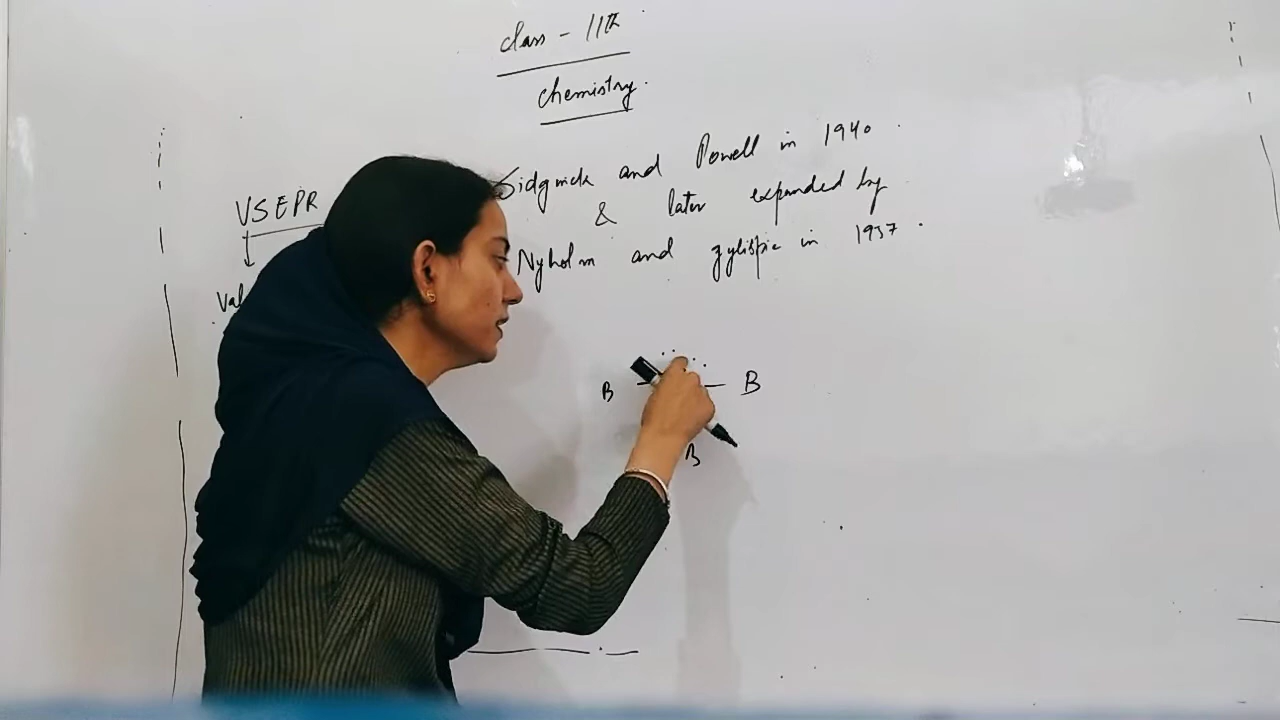 class - 11th
chemistry.
Sidgwick and Powell in 1940.
VSEPR
& later expanded by
Nyholm and gylispie in 1957.
Val
B B
B